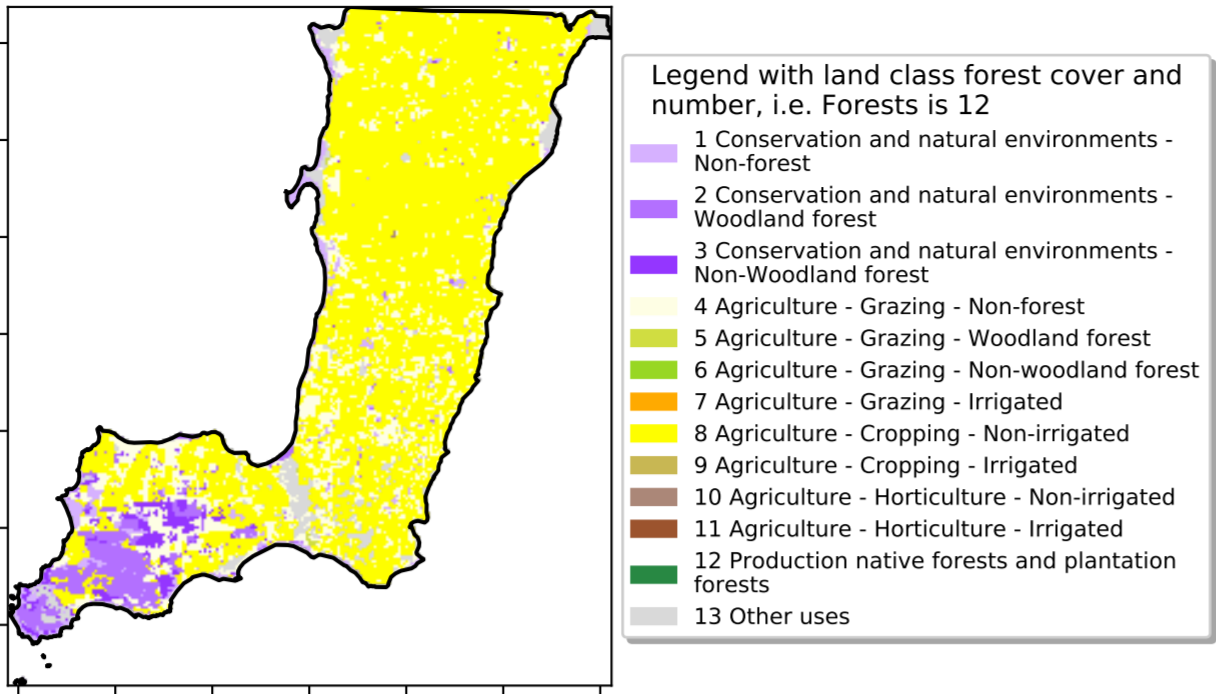 Legend with land class forest cover and
number, i.e. Forests is 12
1 Conservation and natural environments -
Non-forest
2 Conservation and natural environments -
Woodland forest
3 Conservation and natural environments -
Non-Woodland forest
4 Agriculture - Grazing - Non-forest
5 Agriculture - Grazing - Woodland forest
6 Agriculture - Grazing - Non-woodland forest
7 Agriculture - Grazing - Irrigated
8 Agriculture - Cropping - Non-irrigated
9 Agriculture - Cropping - Irrigated
10 Agriculture - Horticulture - Non-irrigated
11 Agriculture - Horticulture - Irrigated
12 Production native forests and plantation
forests
13 Other uses